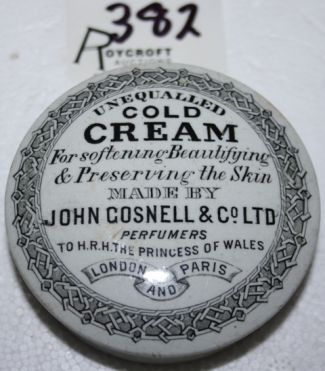 382
ROYCROFT
AUCTIONS
UNEQUALLED
COLD
CREAM
For softening Beautifying
& Preserving the Skin
MADE BY
JOHN GOSNELL & Co LTD
PERFUMERS
TO H.R.H. THE PRINCESS OF WALES
LONDON AND PARIS